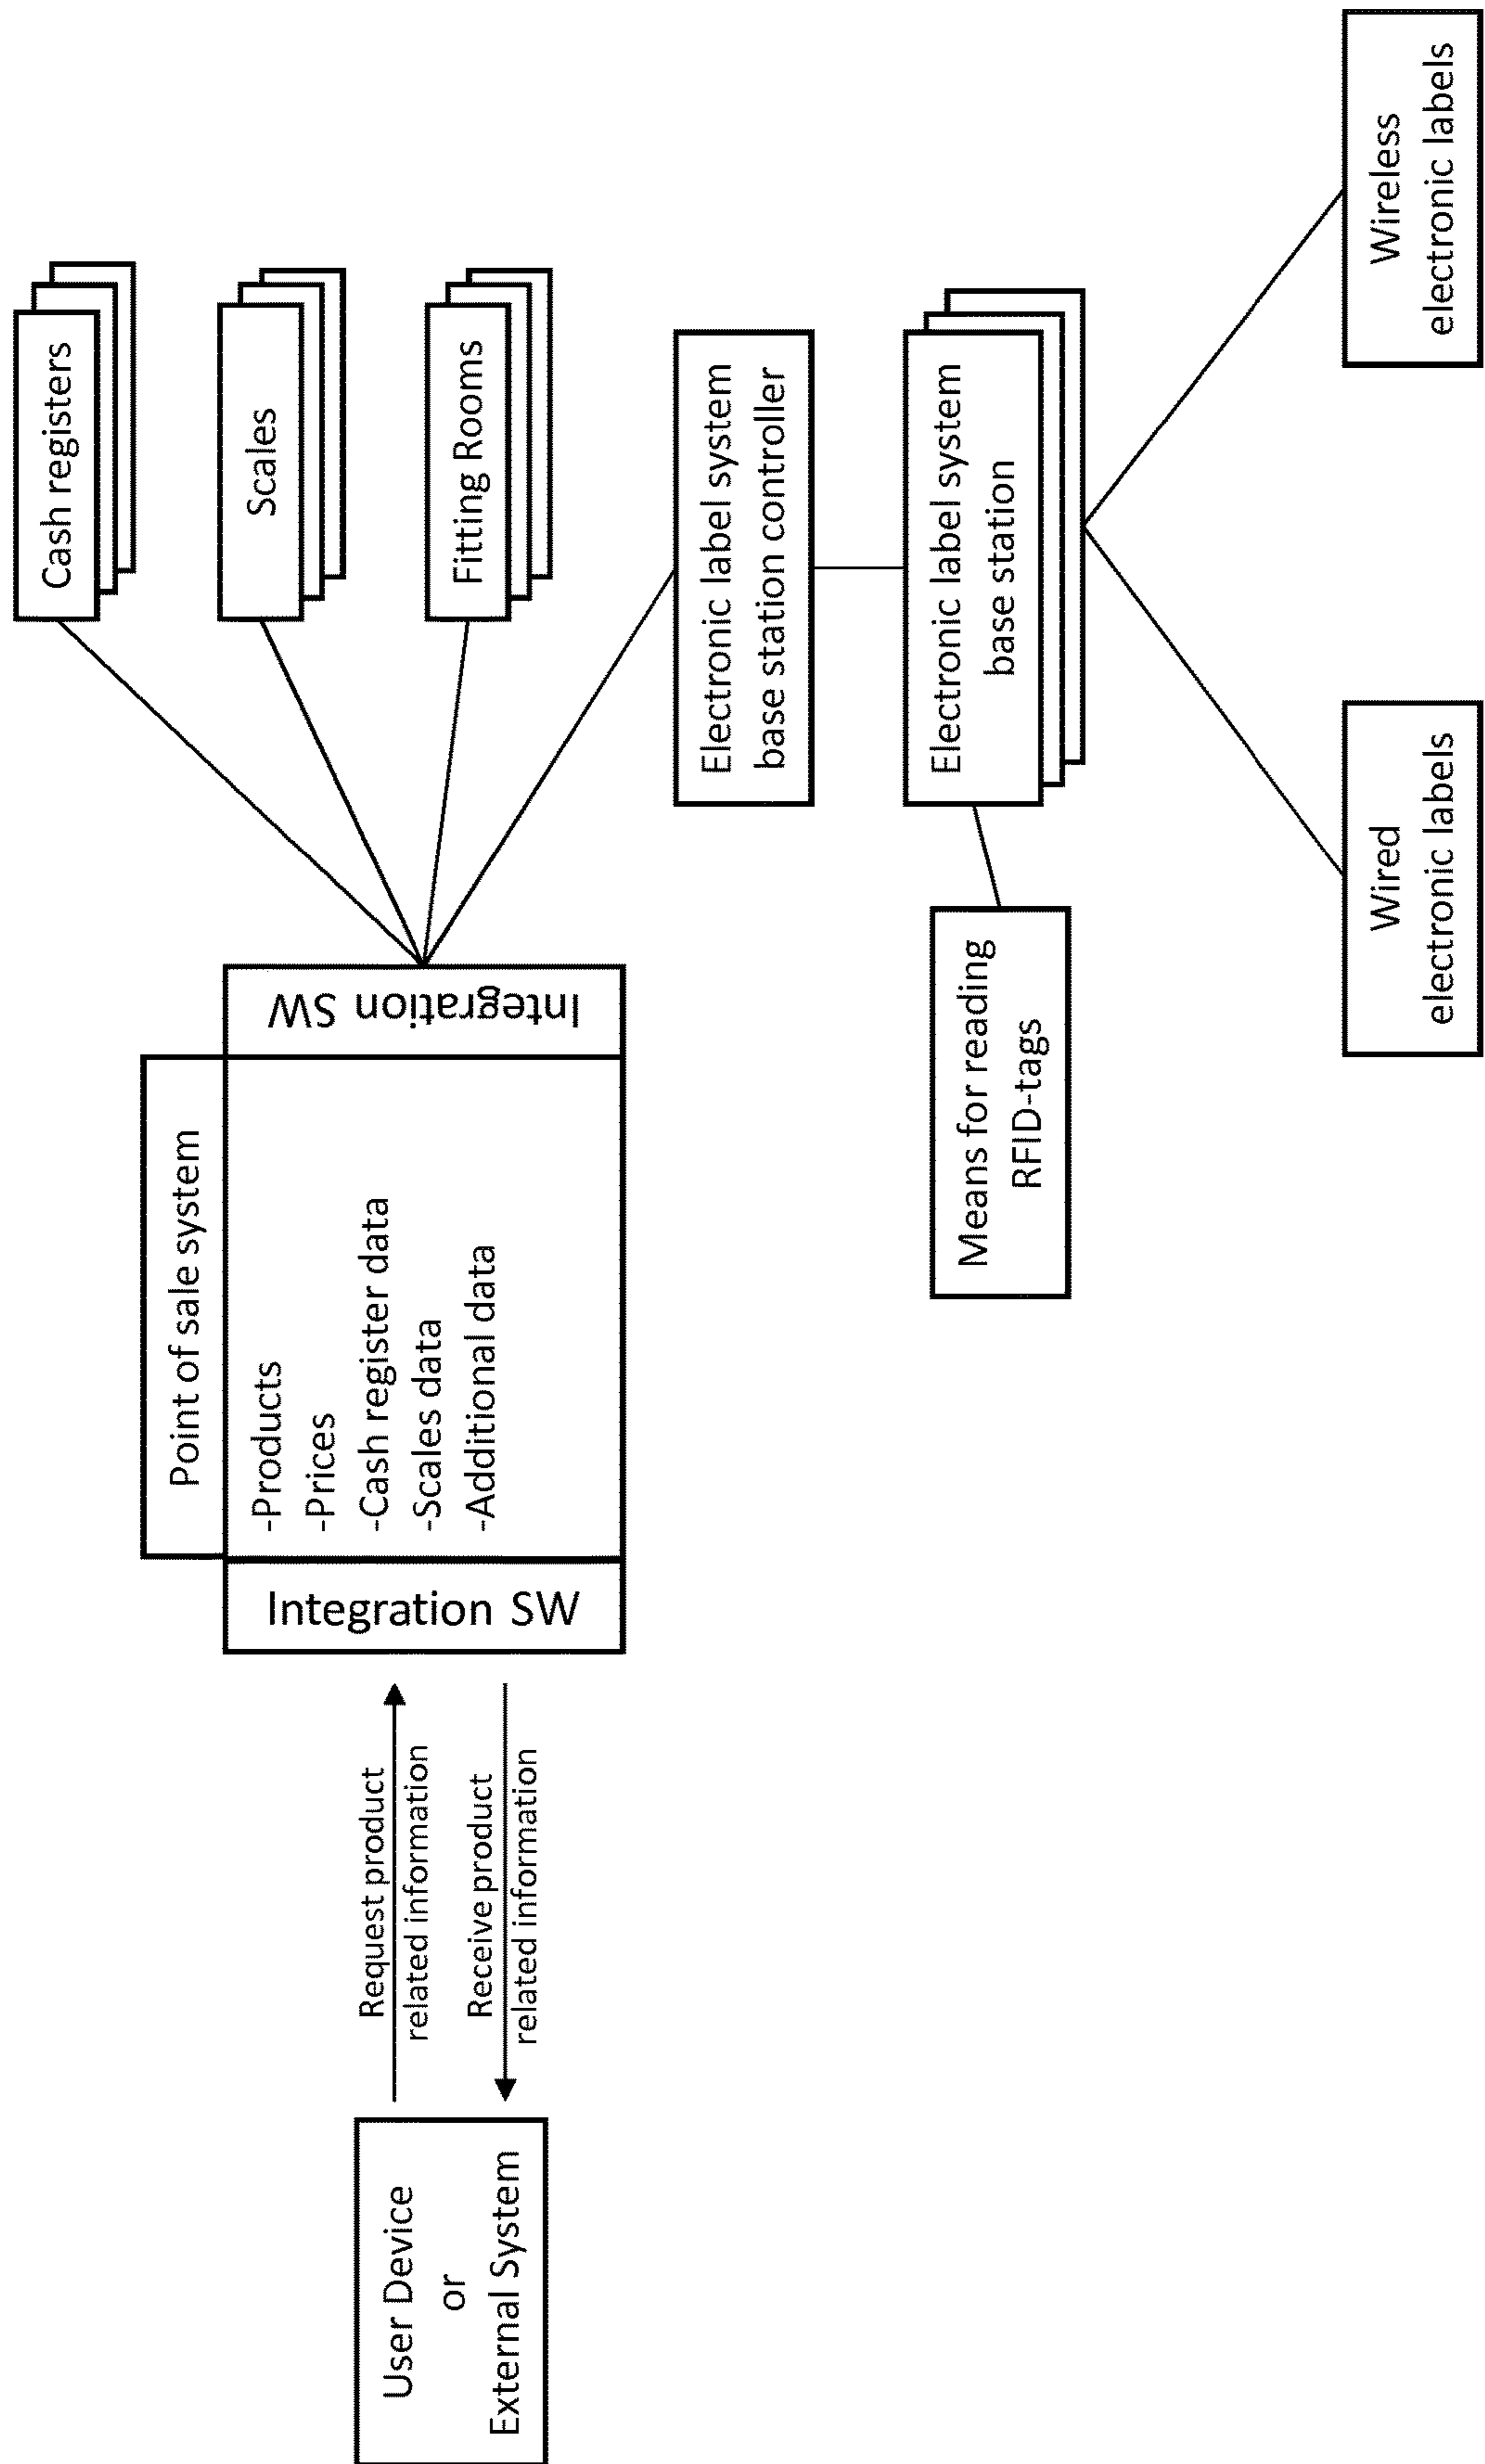 User Device
or
External System
Request product
related information
Receive product
related information
Point of sale system
Integration SW
-Products
-Prices
-Cash register data
-Scales data
-Additional data
Integration SW
Cash registers
Scales
Fitting Rooms
Electronic label system
base station controller
Electronic label system
base station
Means for reading
RFID-tags
Wired
electronic labels
Wireless
electronic labels